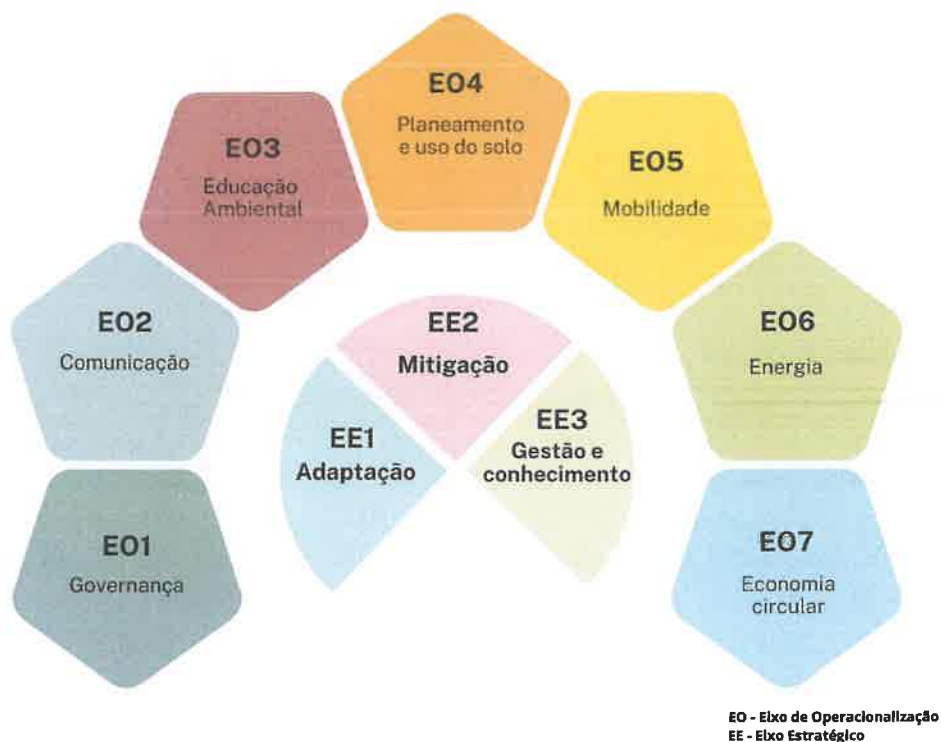 EO4
Planeamento
e uso do solo
EO3
Educação
Ambiental
EO5
Mobilidade
EO2
Comunicação
EE2
Mitigação
EO6
Energia
EE1
Adaptação
EE3
Gestão e
conhecimento
EO1
Governança
EO7
Economia
circular
EO - Eixo de Operacionalização
EE - Eixo Estratégico